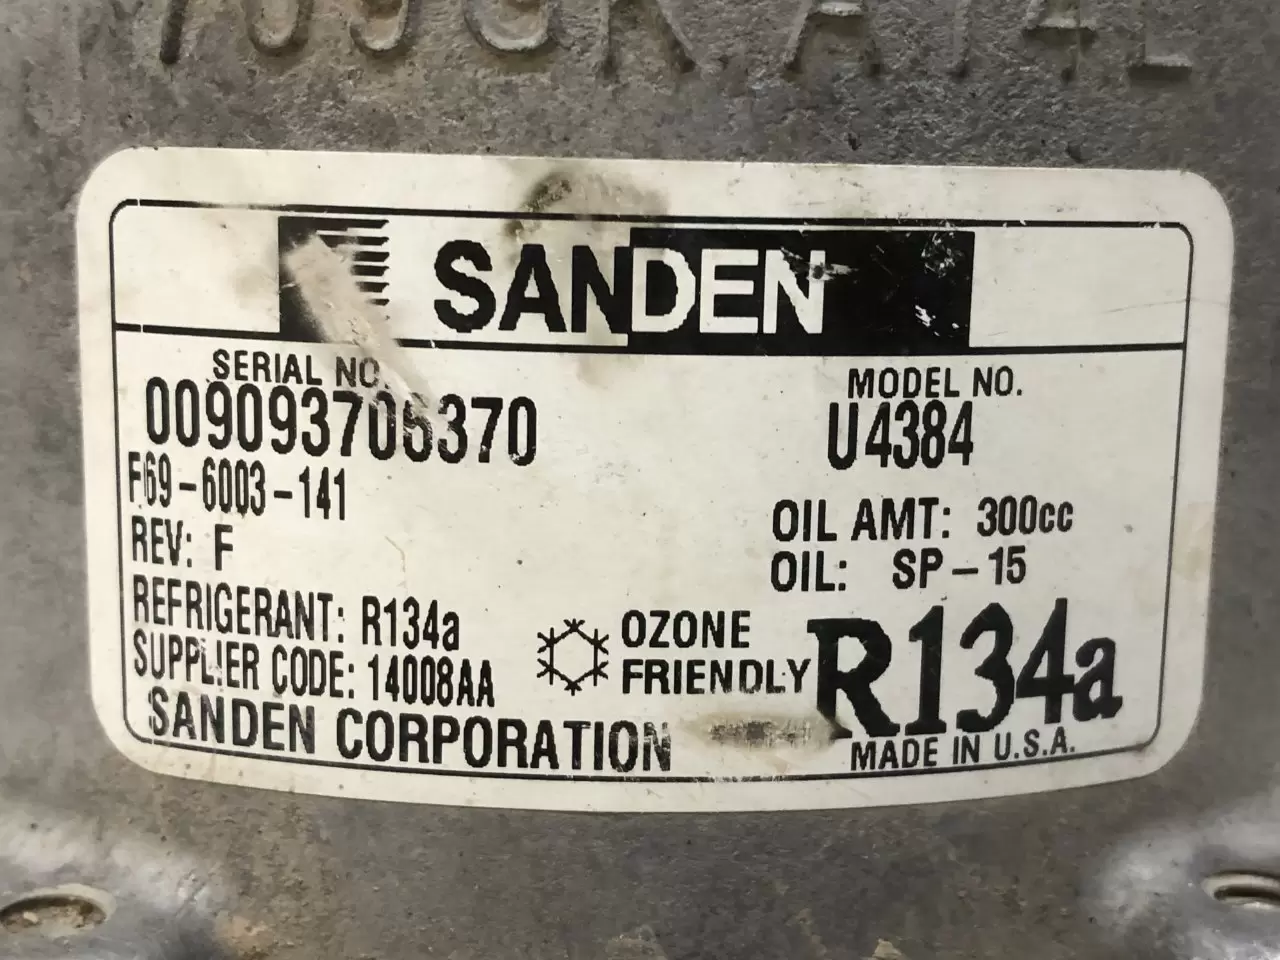 SANDEN
SERIAL NO.
009093706370
MODEL NO.
U4384
F69-6003-141
REV: F
OIL AMT: 300cc
OIL: SP-15
REFRIGERANT: R134a
SUPPLIER CODE: 14008AA
OZONE
FRIENDLY
R134a
SANDEN CORPORATION
MADE IN U.S.A.